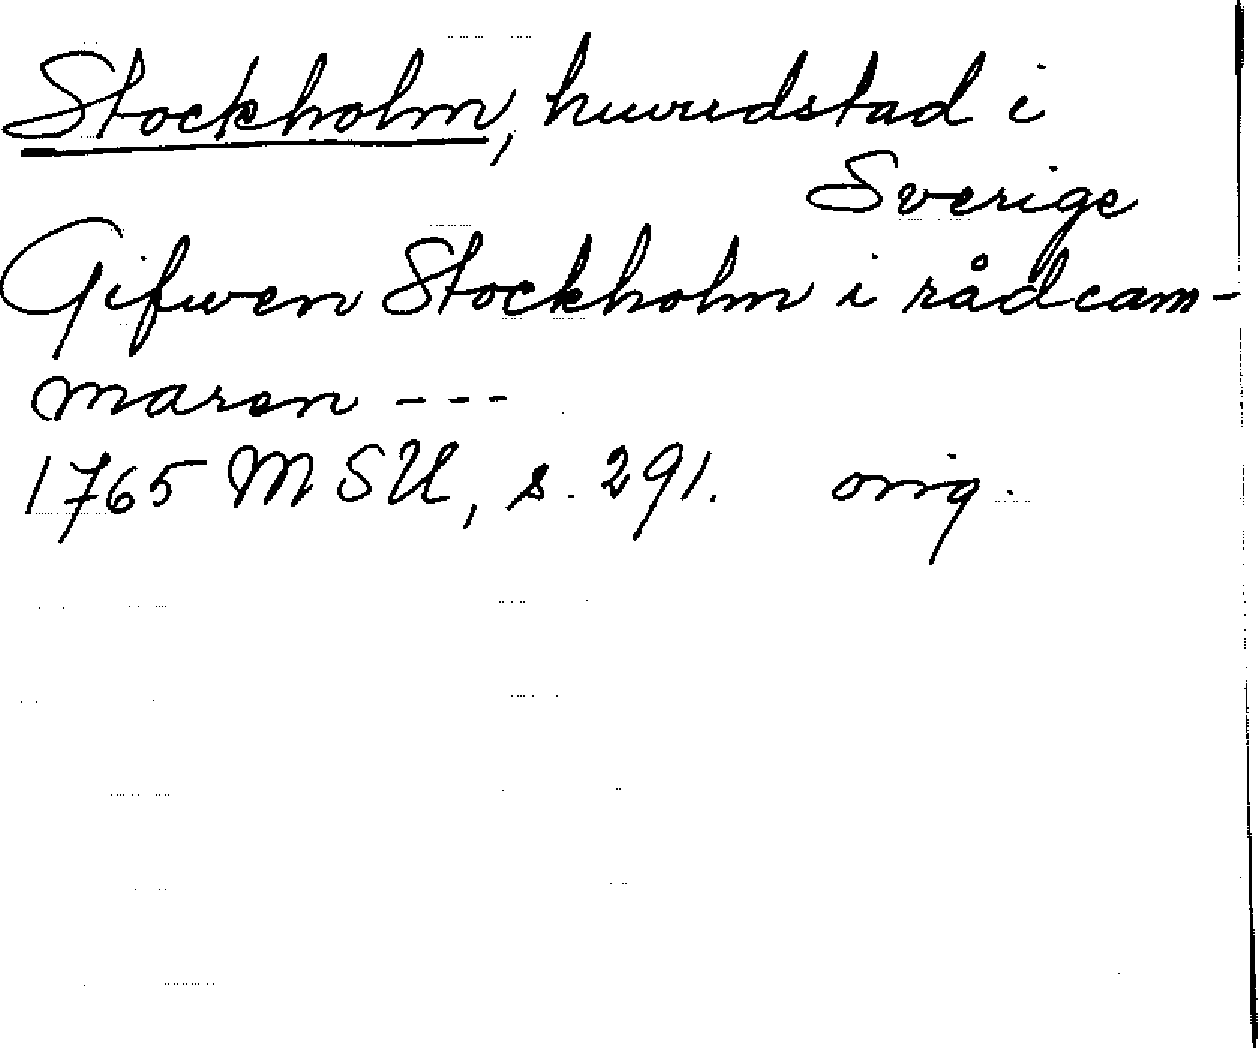 Stockholm, huvudstad i
Sverige
Gifwen Stockholm i rådcam-
maren ---
1765 MSU, s. 291. orig.